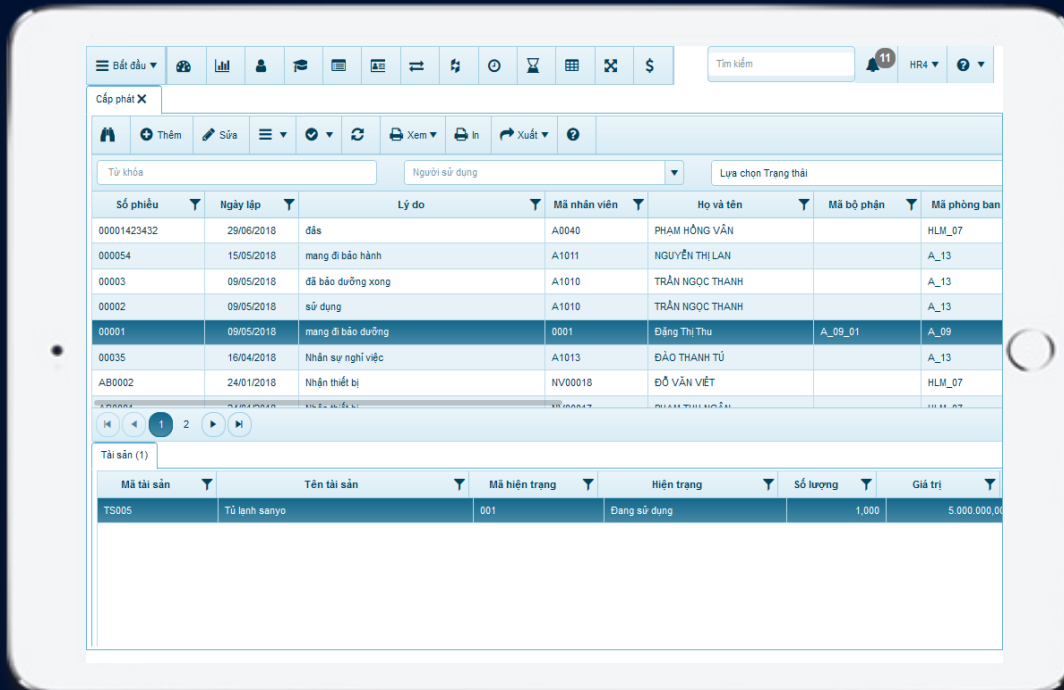 Bắt đầu Tìm kiếm 11 HR4
Cấp phát
Thêm Sửa Xem In Xuất
Từ khóa Người sử dụng Lựa chọn Trạng thái
Số phiếu Ngày lập Lý do Mã nhân viên Họ và tên Mã bộ phận Mã phòng ban
00001423432 29/06/2018 đâs A0040 PHẠM HỒNG VÂN HLM_07
000054 15/05/2018 mang đi bảo hành A1011 NGUYỄN THỊ LAN A_13
00003 09/05/2018 đã bảo dưỡng xong A1010 TRẦN NGỌC THANH A_13
00002 09/05/2018 sử dụng A1010 TRẦN NGỌC THANH A_13
00001 09/05/2018 mang đi bảo dưỡng 0001 Đặng Thị Thu A_09_01 A_09
00035 16/04/2018 Nhân sự nghỉ việc A1013 ĐÀO THANH TÚ A_13
AB0002 24/01/2018 Nhận thiết bị NV00018 ĐỖ VĂN VIẾT HLM_07
1 2
Tài sản (1)
Mã tài sản Tên tài sản Mã hiện trạng Hiện trạng Số lượng Giá trị
TS005 Tủ lạnh sanyo 001 Đang sử dụng 1,000 5.000.000,00